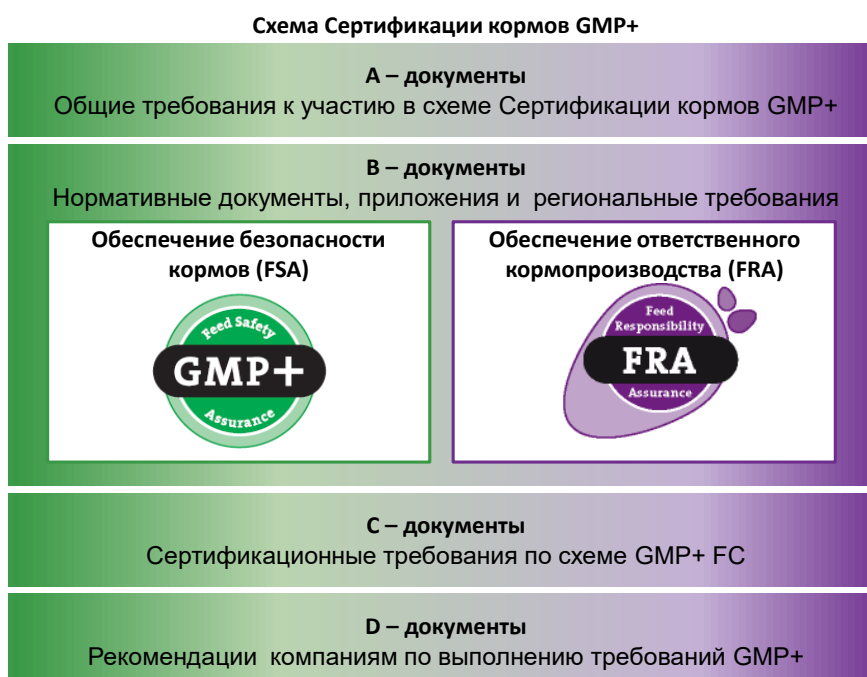 Схема Сертификации кормов GMP+
A – документы
Общие требования к участию в схеме Сертификации кормов GMP+
B – документы
Нормативные документы, приложения и региональные требования
Обеспечение безопасности
кормов (FSA)
Feed Safety
GMP+
Assurance
Обеспечение ответственного
кормопроизводства (FRA)
Feed
Responsibility
FRA
Assurance
C – документы
Сертификационные требования по схеме GMP+ FC
D – документы
Рекомендации компаниям по выполнению требований GMP+